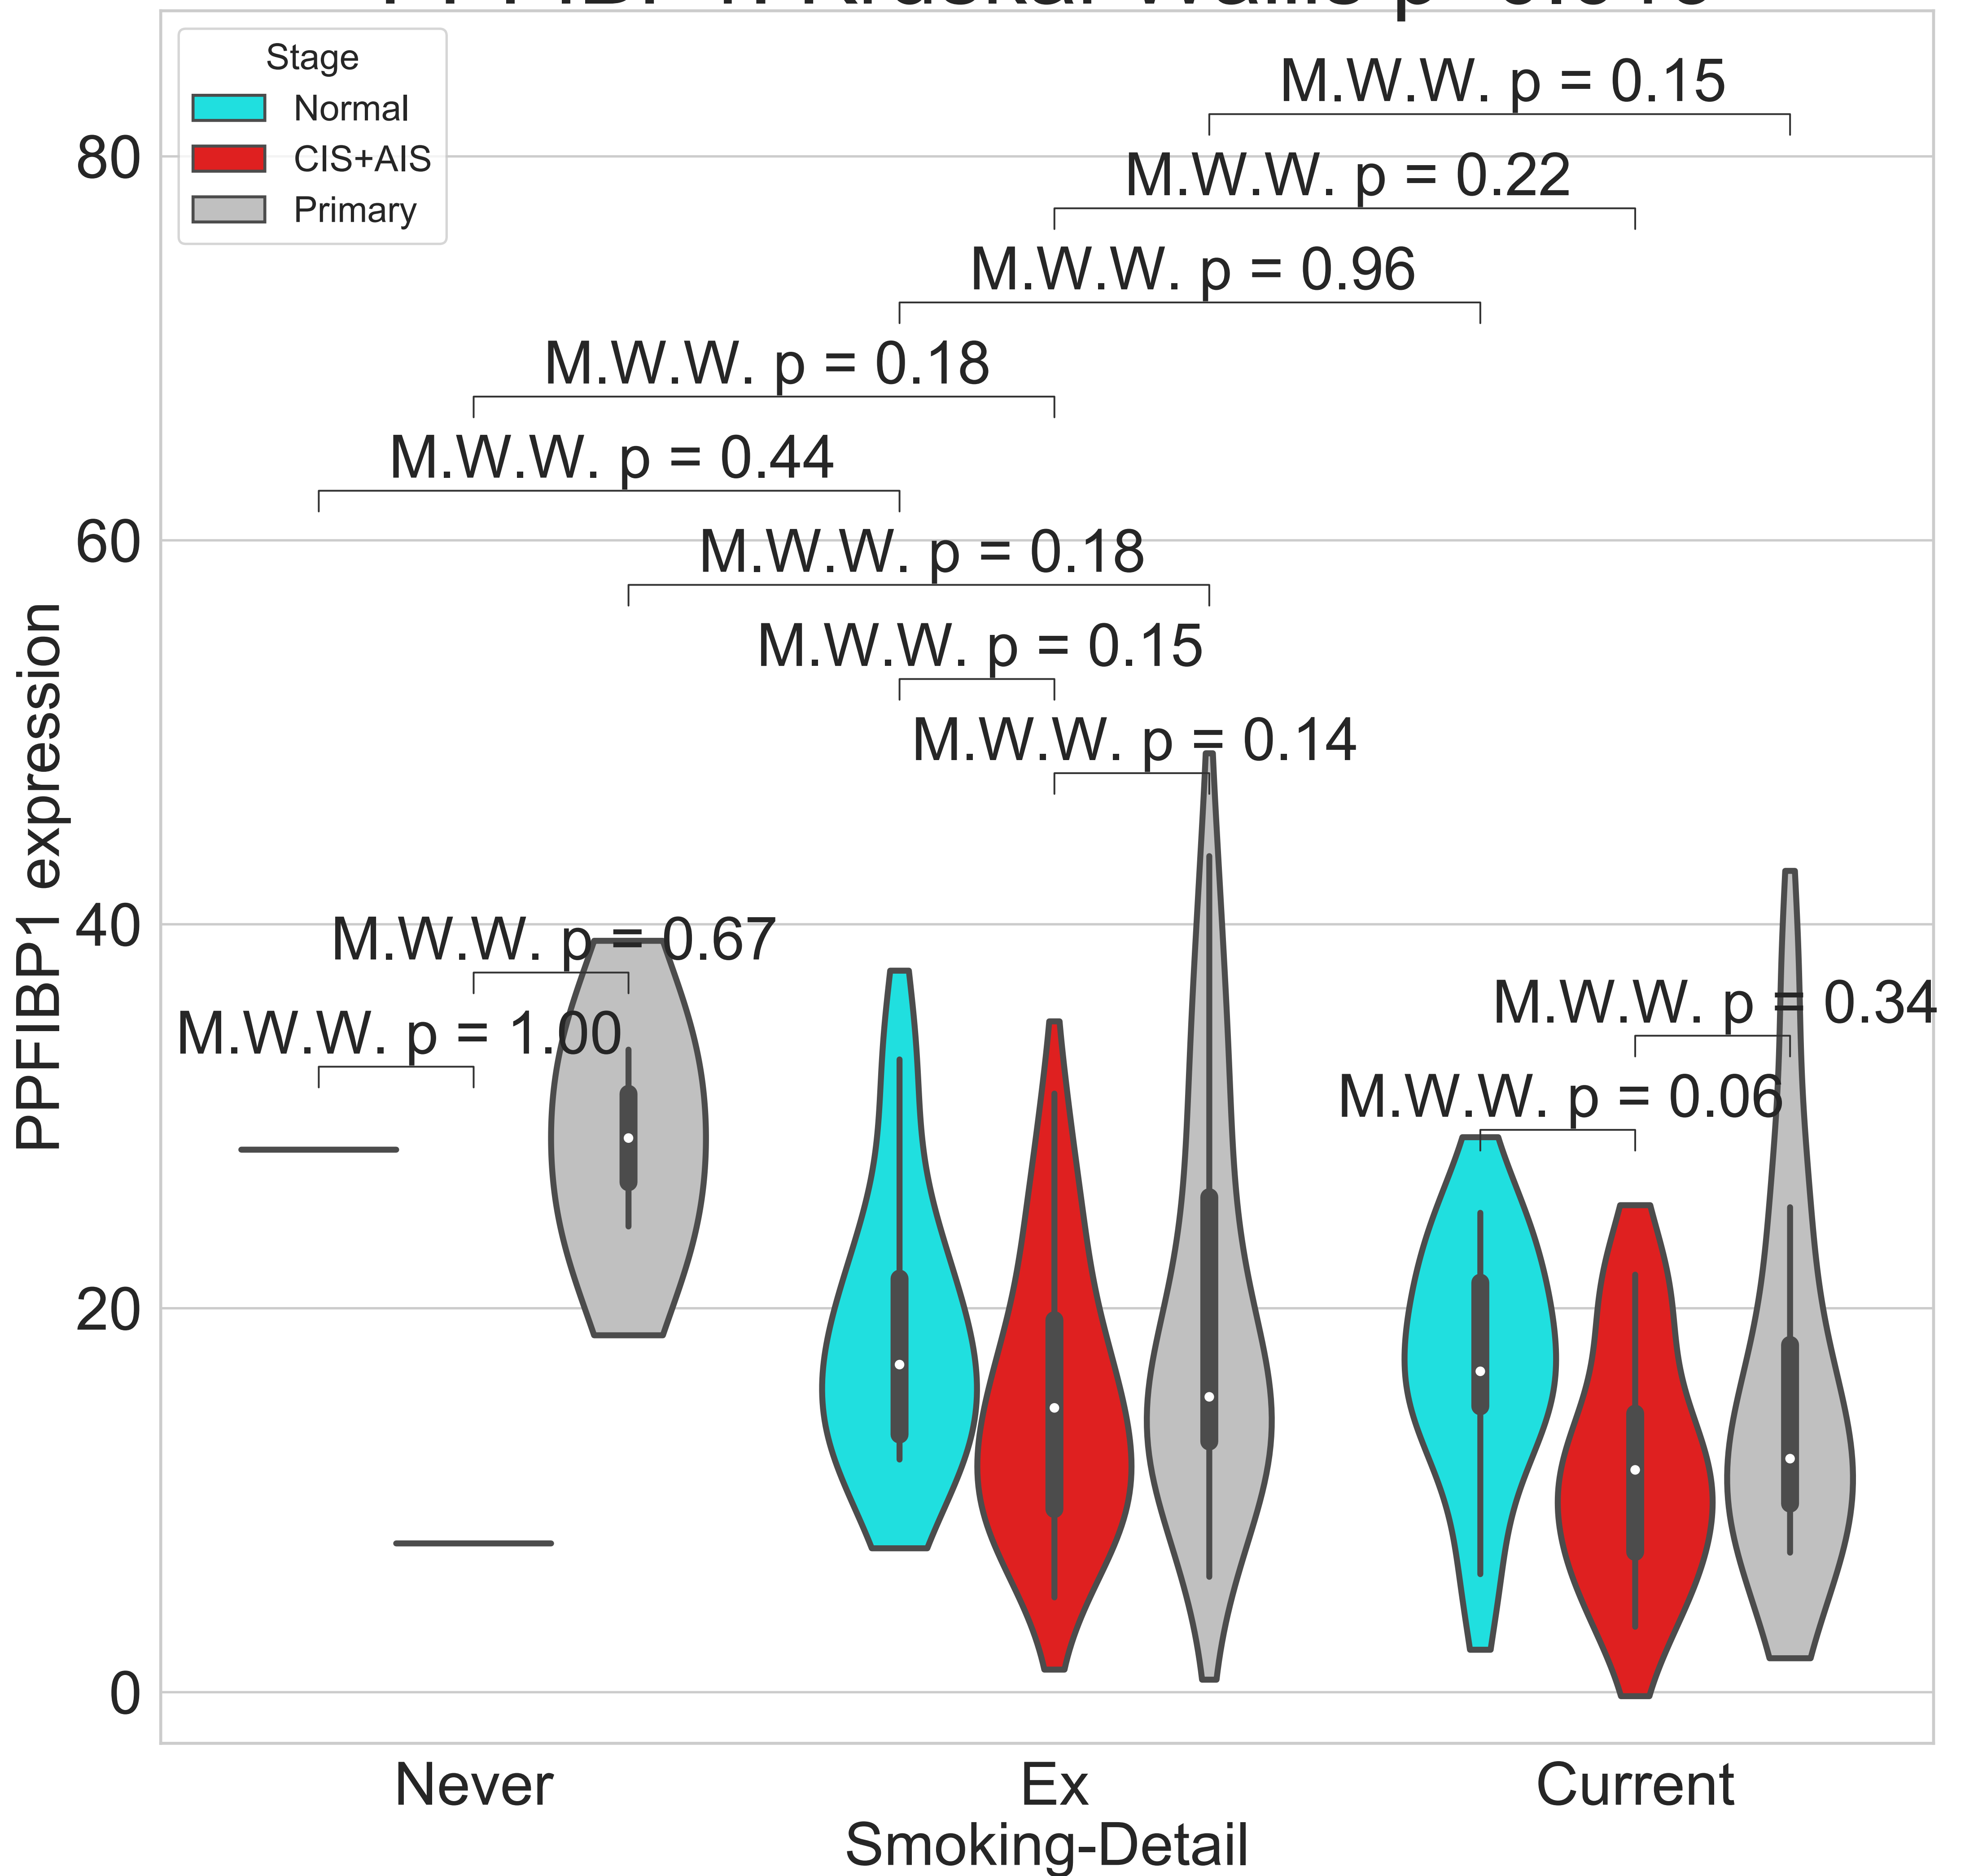 Stage
Normal
CIS+AIS
Primary
M.W.W. p = 0.15
80
M.W.W. p = 0.22
M.W.W. p = 0.96
M.W.W. p = 0.18
M.W.W. p = 0.44
60
M.W.W. p = 0.18
M.W.W. p = 0.15
M.W.W. p = 0.14
PPFIBP1 expression
40
M.W.W. p = 0.67
M.W.W. p = 0.34
M.W.W. p = 1.00
M.W.W. p = 0.06
20
0
Never
Ex
Current
Smoking-Detail